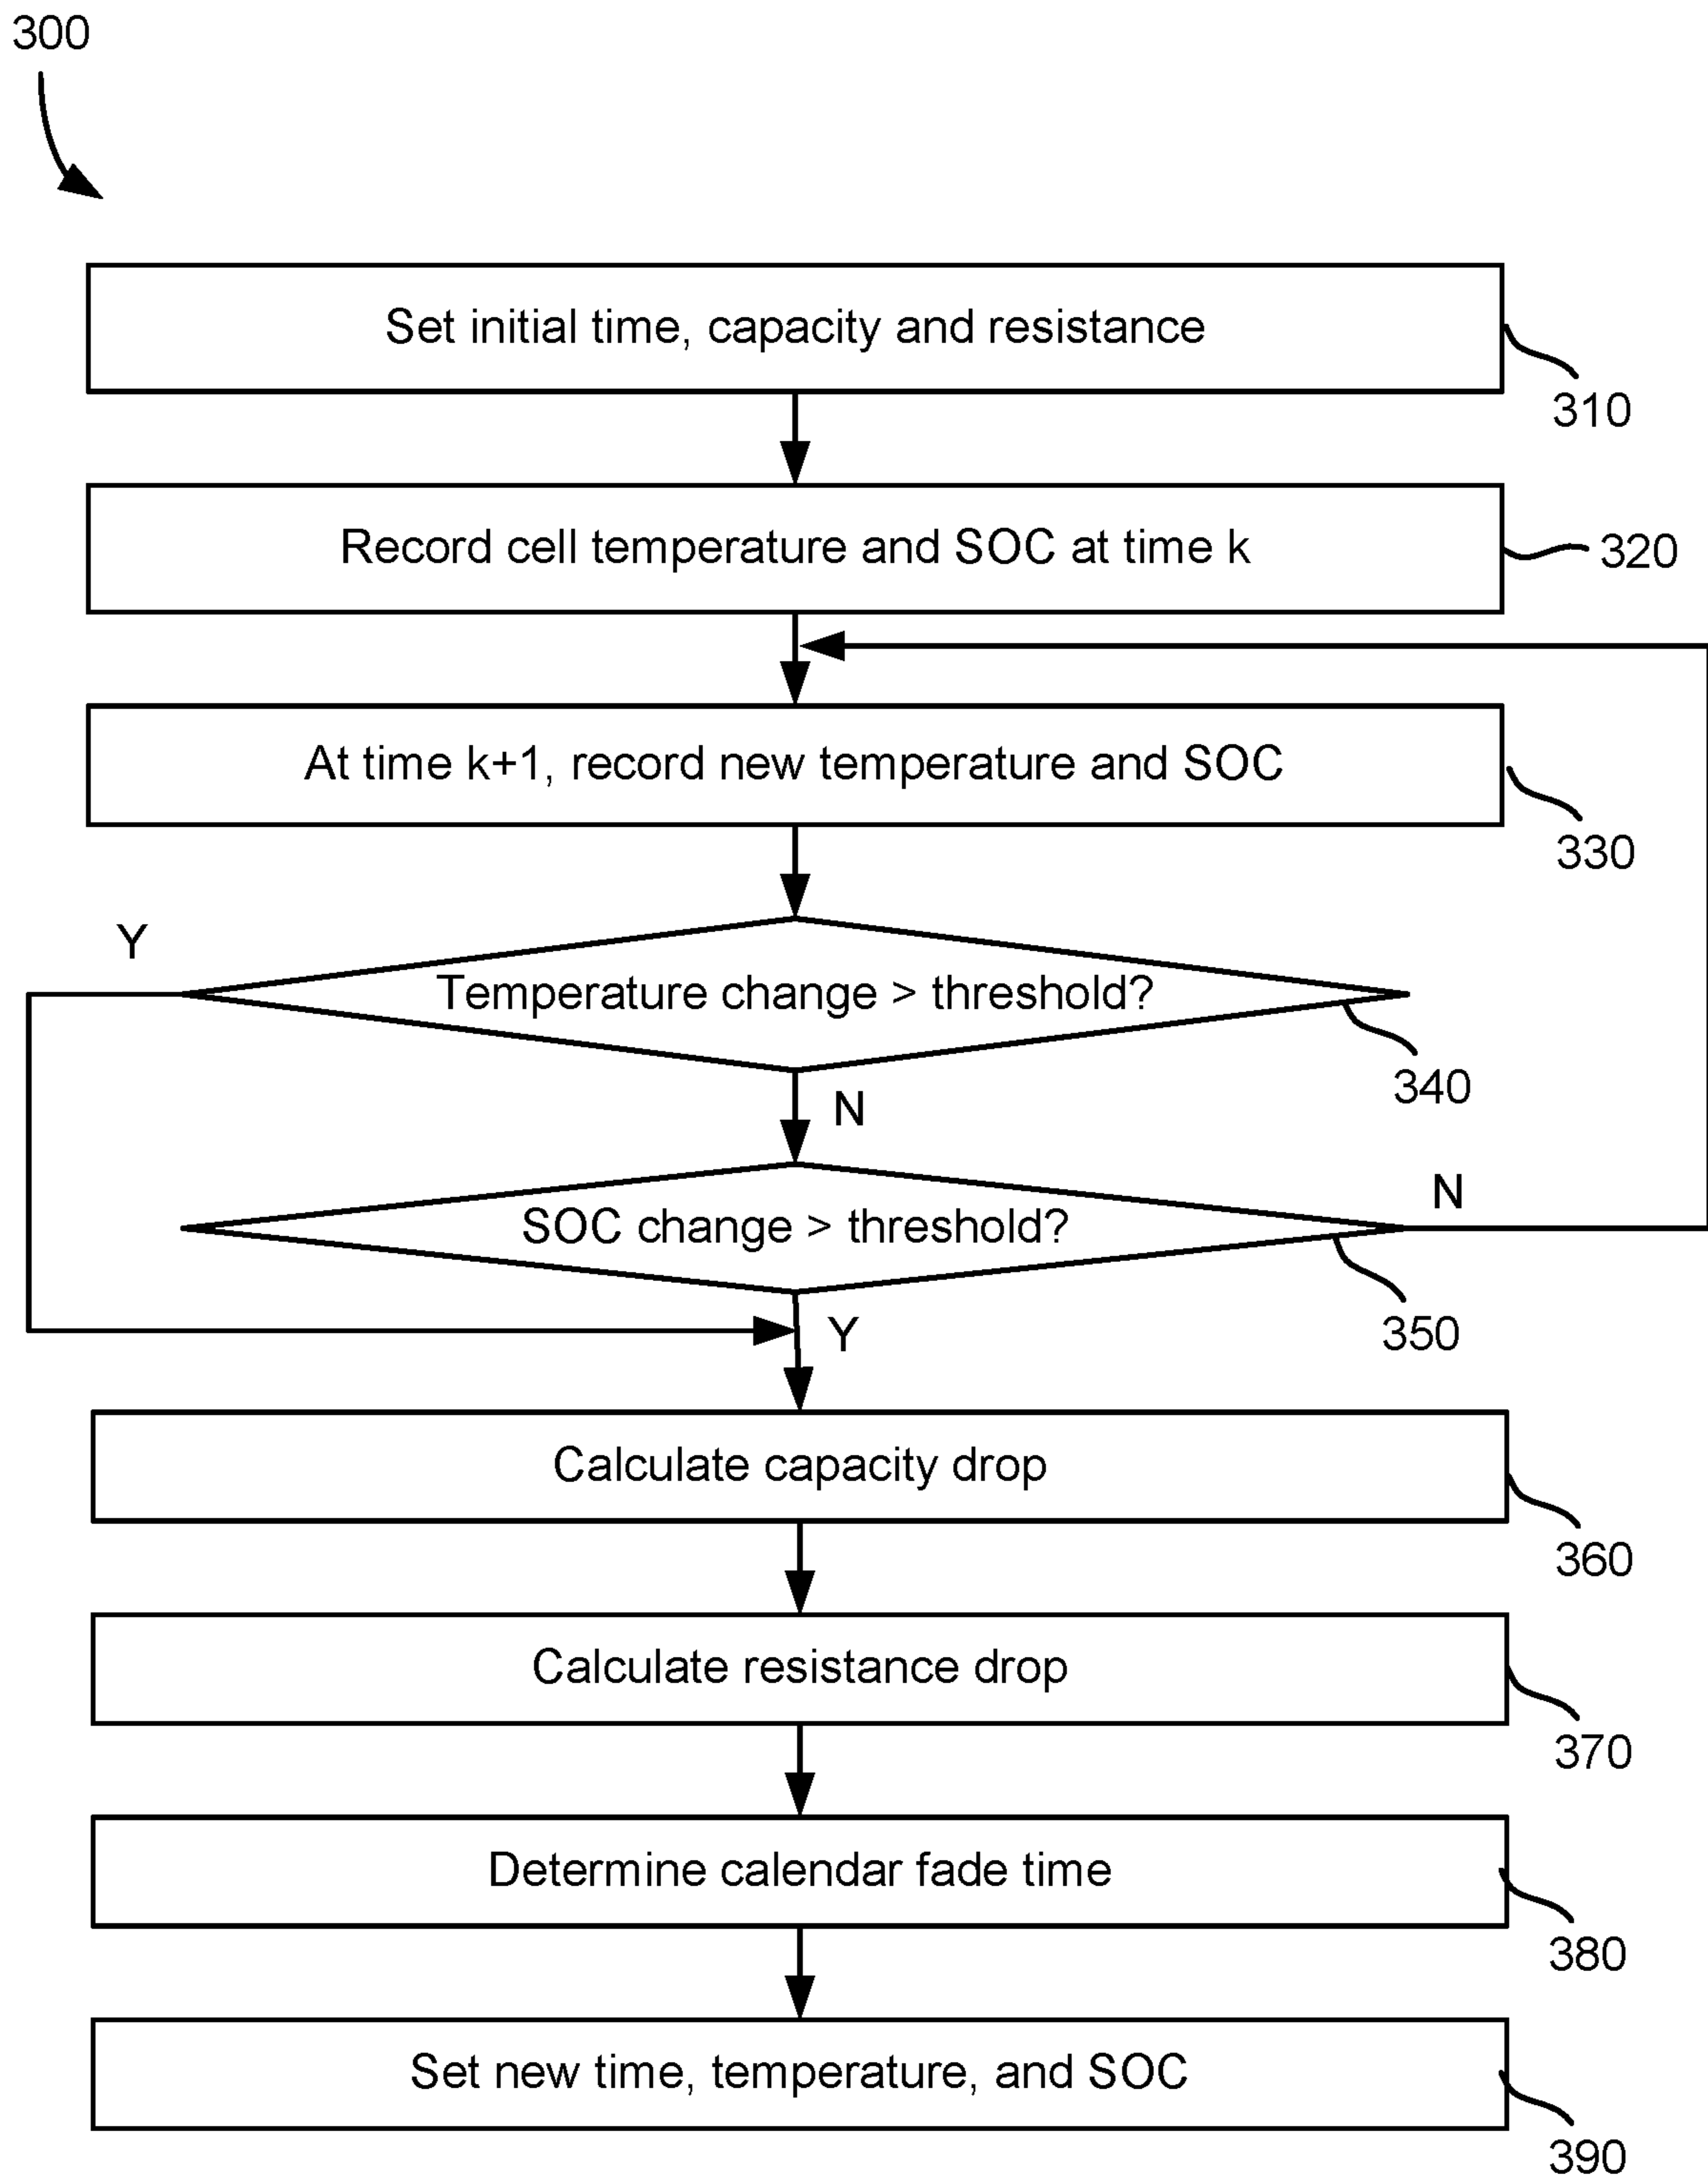 300
Set initial time, capacity and resistance
310
Record cell temperature and SOC at time k
320
At time k+1, record new temperature and SOC
330
Y
Temperature change > threshold?
340
N
N
SOC change > threshold?
350
Y
Calculate capacity drop
360
Calculate resistance drop
370
Determine calendar fade time
380
Set new time, temperature, and SOC
390